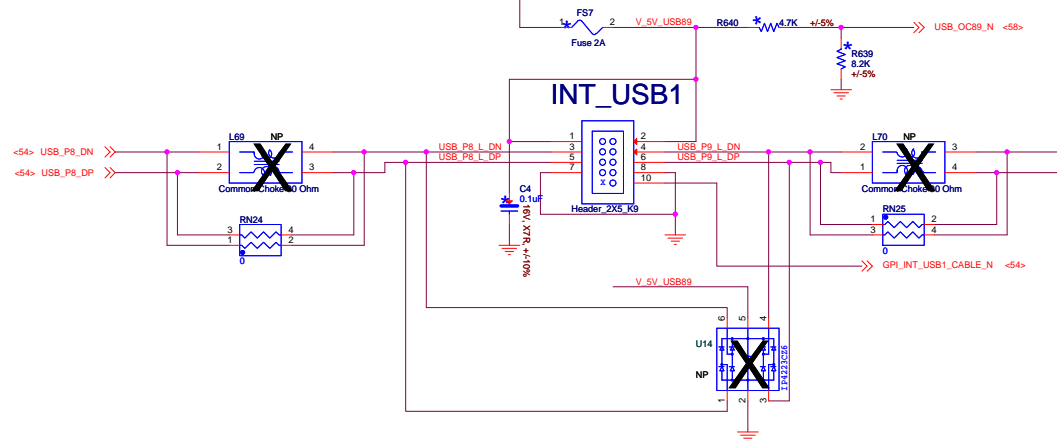 FS7
1 2
V_5V_USB89
Fuse 2A
R640
4.7K
+/-5%
USB_OC89_N <58>
R639
8.2K
+/-5%
INT_USB1
L69
NP
<54> USB_P8_DN
<54> USB_P8_DP
1 4
2 3
Common Choke 90 Ohm
RN24
3 4
1 2
0
USB_P8_L_DN
USB_P8_L_DP
1 2
3 4
5 6
7 8
10
X
Header_2X5_K9
USB_P9_L_DN
USB_P9_L_DP
C4
0.1uF
16V, X7R, +/-10%
L70
NP
2 3
1 4
Common Choke 90 Ohm
RN25
1 2
3 4
0
GPI_INT_USB1_CABLE_N <54>
V_5V_USB89
6 5 4
U14
NP
IP4223CZ6
1 2 3